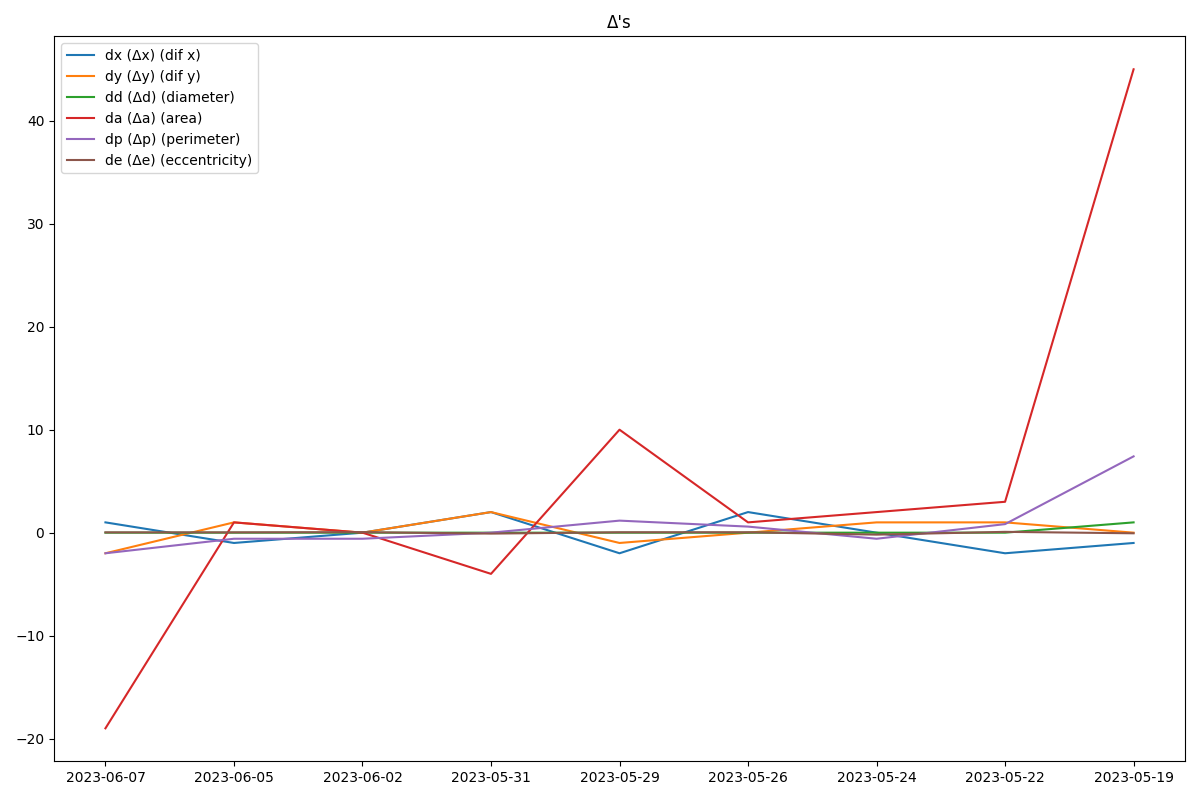 Δ's
dx (Δx) (dif x)
dy (Δy) (dif y)
dd (Δd) (diameter)
da (Δa) (area)
dp (Δp) (perimeter)
de (Δe) (eccentricity)
40
30
20
10
0
−10
−20
2023-06-07 2023-06-05 2023-06-02 2023-05-31 2023-05-29 2023-05-26 2023-05-24 2023-05-22 2023-05-19